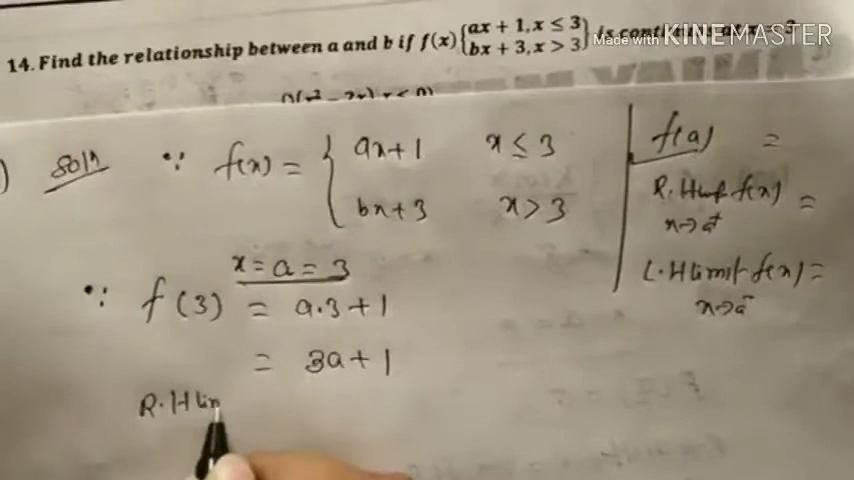 14. Find the relationship between a and b if f(x) {ax + 1, x ≤ 3
bx + 3, x > 3} is
Made with KINEMASTER
Soln ∵ f(x) = { ax+1 x ≤ 3
bx+3 x > 3
x = a = 3
∵ f(3) = a.3+1
= 3a+1
R.H lim
f(a) =
R.H limit f(x) =
x→a⁺
L.H limit f(x) =
x→a⁻